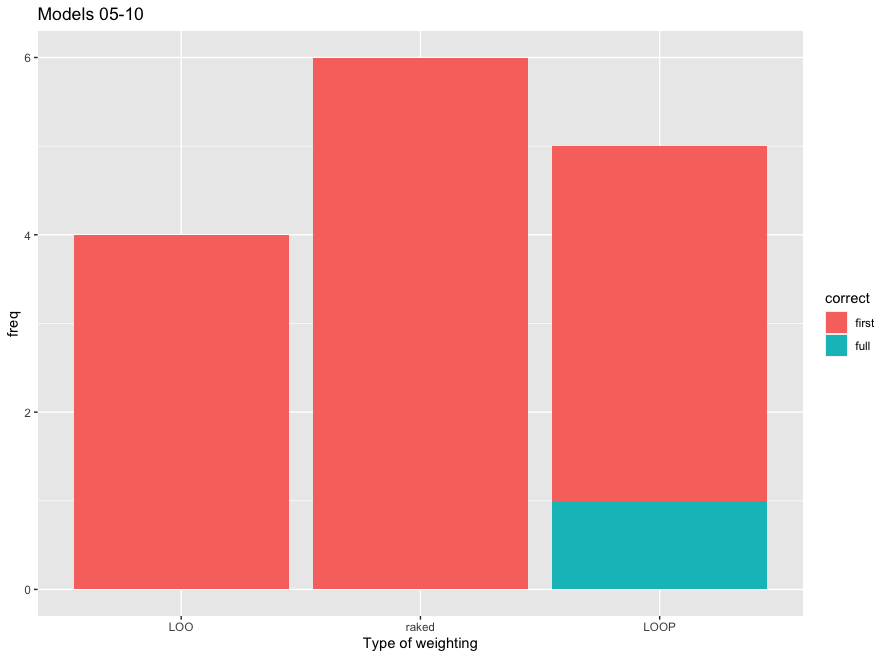 Models 05-10
6
4
2
0
freq
LOO
raked
LOOP
Type of weighting
correct
first
full